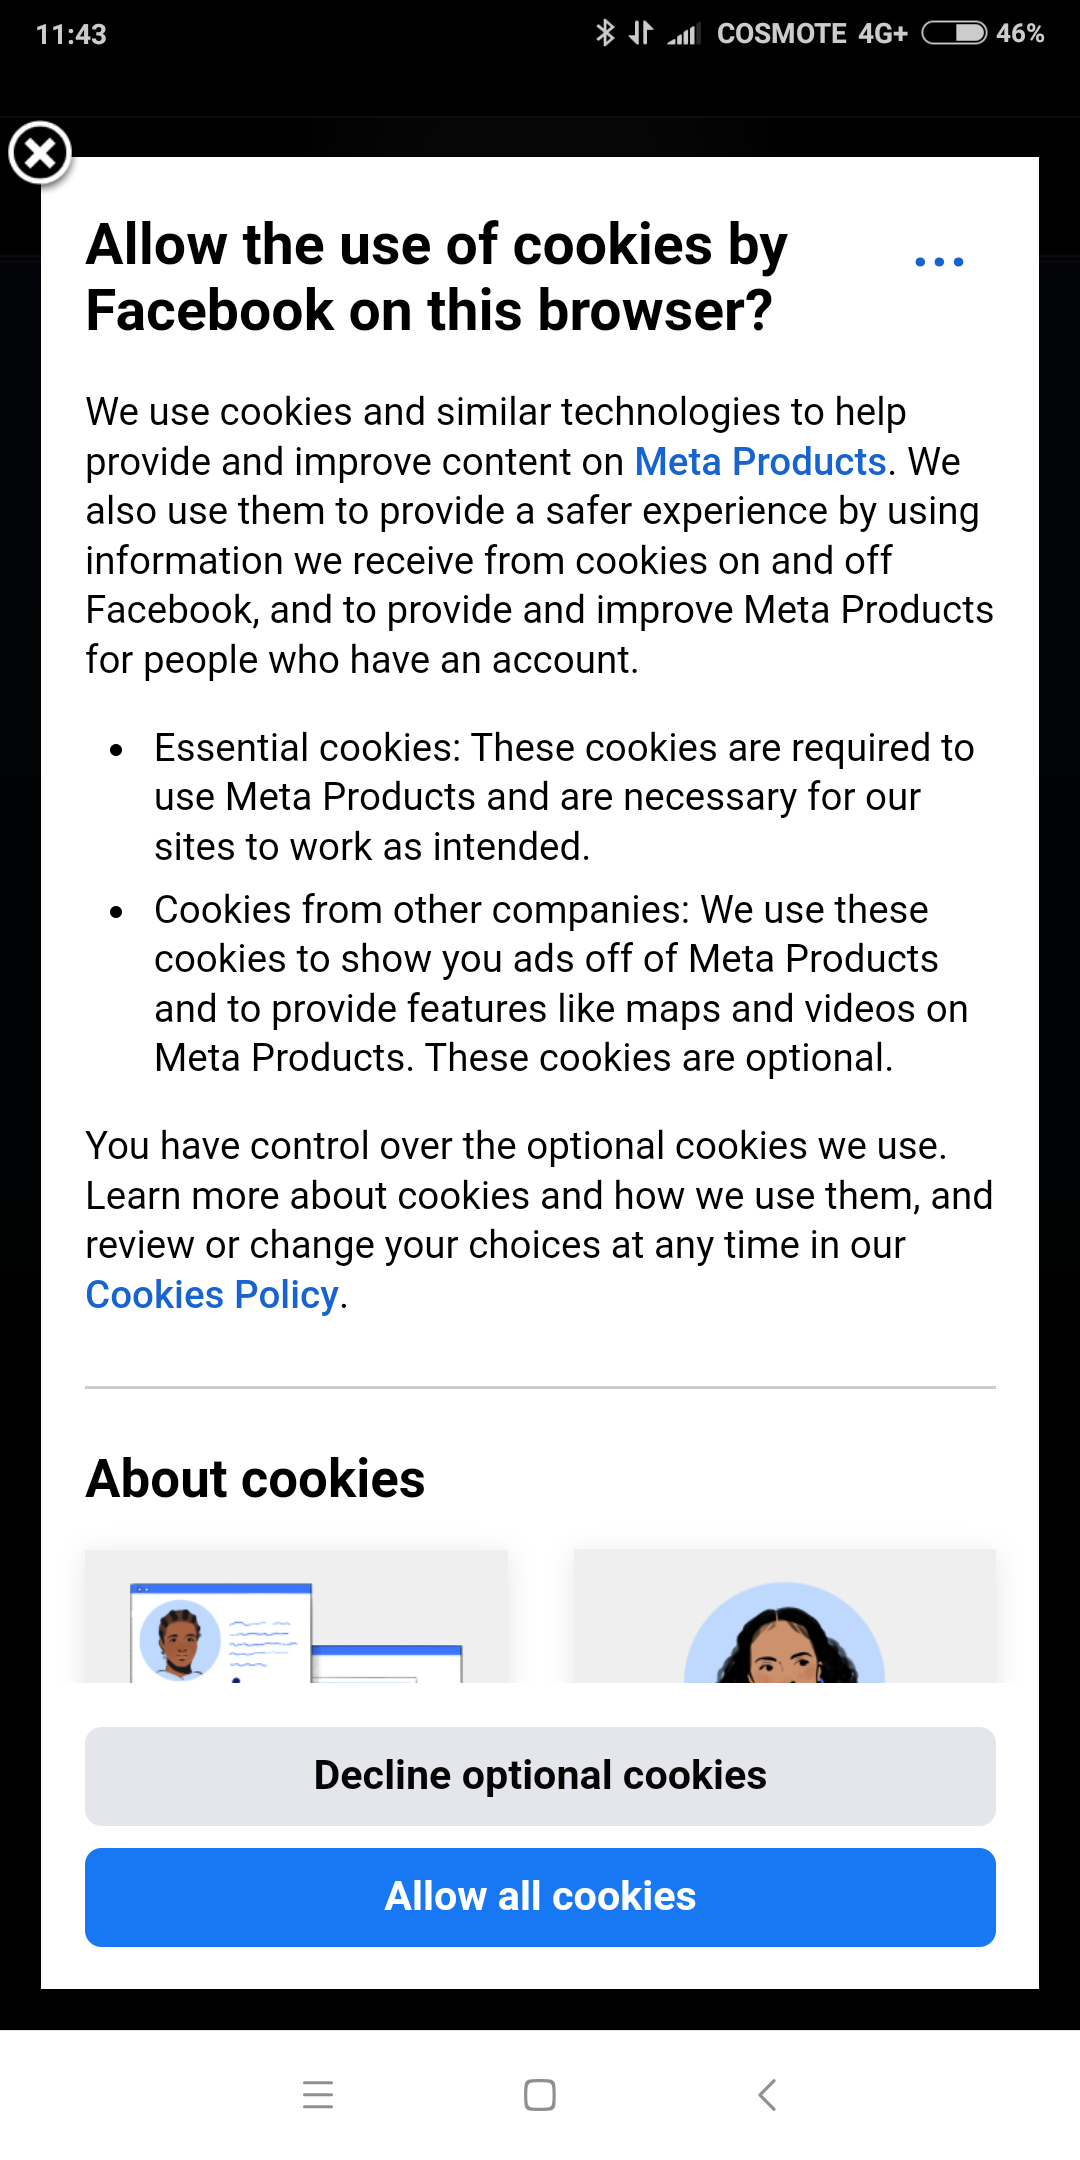 11:43 COSMOTE 4G+ 46%
Allow the use of cookies by
Facebook on this browser?
We use cookies and similar technologies to help
provide and improve content on Meta Products. We
also use them to provide a safer experience by using
information we receive from cookies on and off
Facebook, and to provide and improve Meta Products
for people who have an account.
• Essential cookies: These cookies are required to
use Meta Products and are necessary for our
sites to work as intended.
• Cookies from other companies: We use these
cookies to show you ads off of Meta Products
and to provide features like maps and videos on
Meta Products. These cookies are optional.
You have control over the optional cookies we use.
Learn more about cookies and how we use them, and
review or change your choices at any time in our
Cookies Policy.
About cookies
Decline optional cookies
Allow all cookies